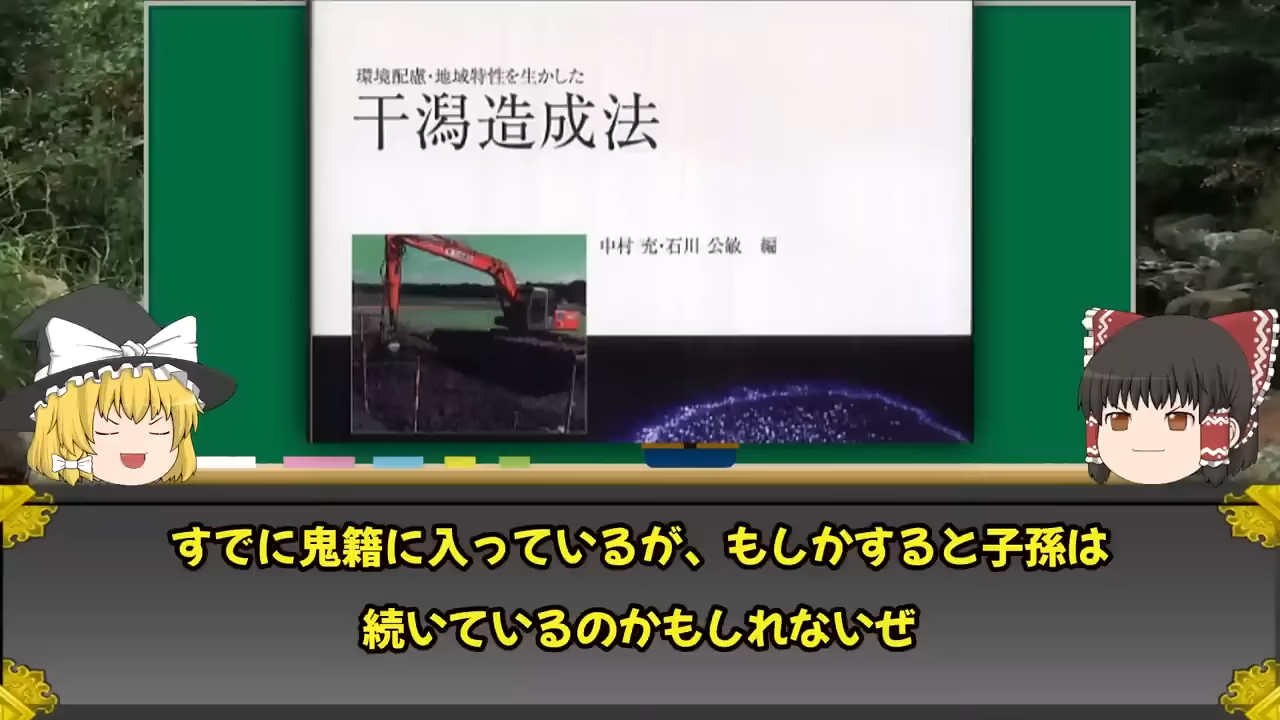 環境配慮・地域特性を生かした
干潟造成法
中村 充・石川 公敏 編
すでに鬼籍に入っているが、もしかすると子孫は
続いているのかもしれないぜ